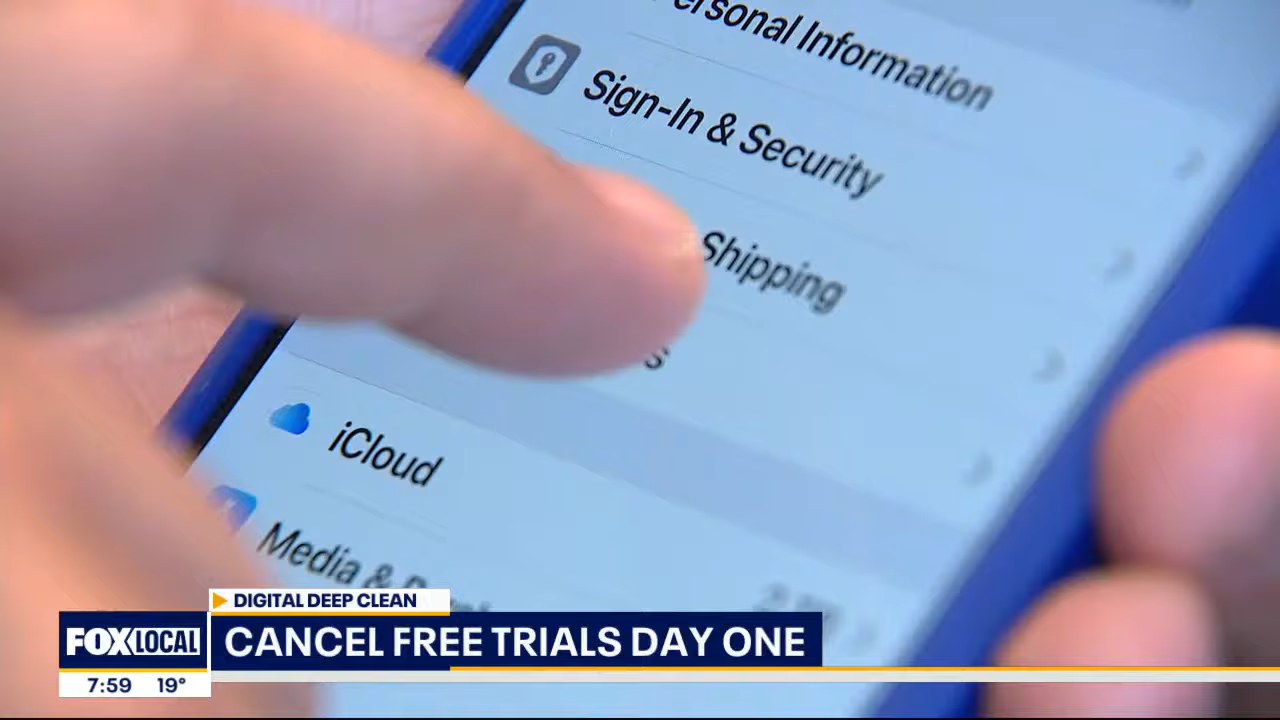 Personal Information
Sign-In & Security
Shipping
s
iCloud
Media &
DIGITAL DEEP CLEAN
FOX LOCAL
CANCEL FREE TRIALS DAY ONE
7:59 19°